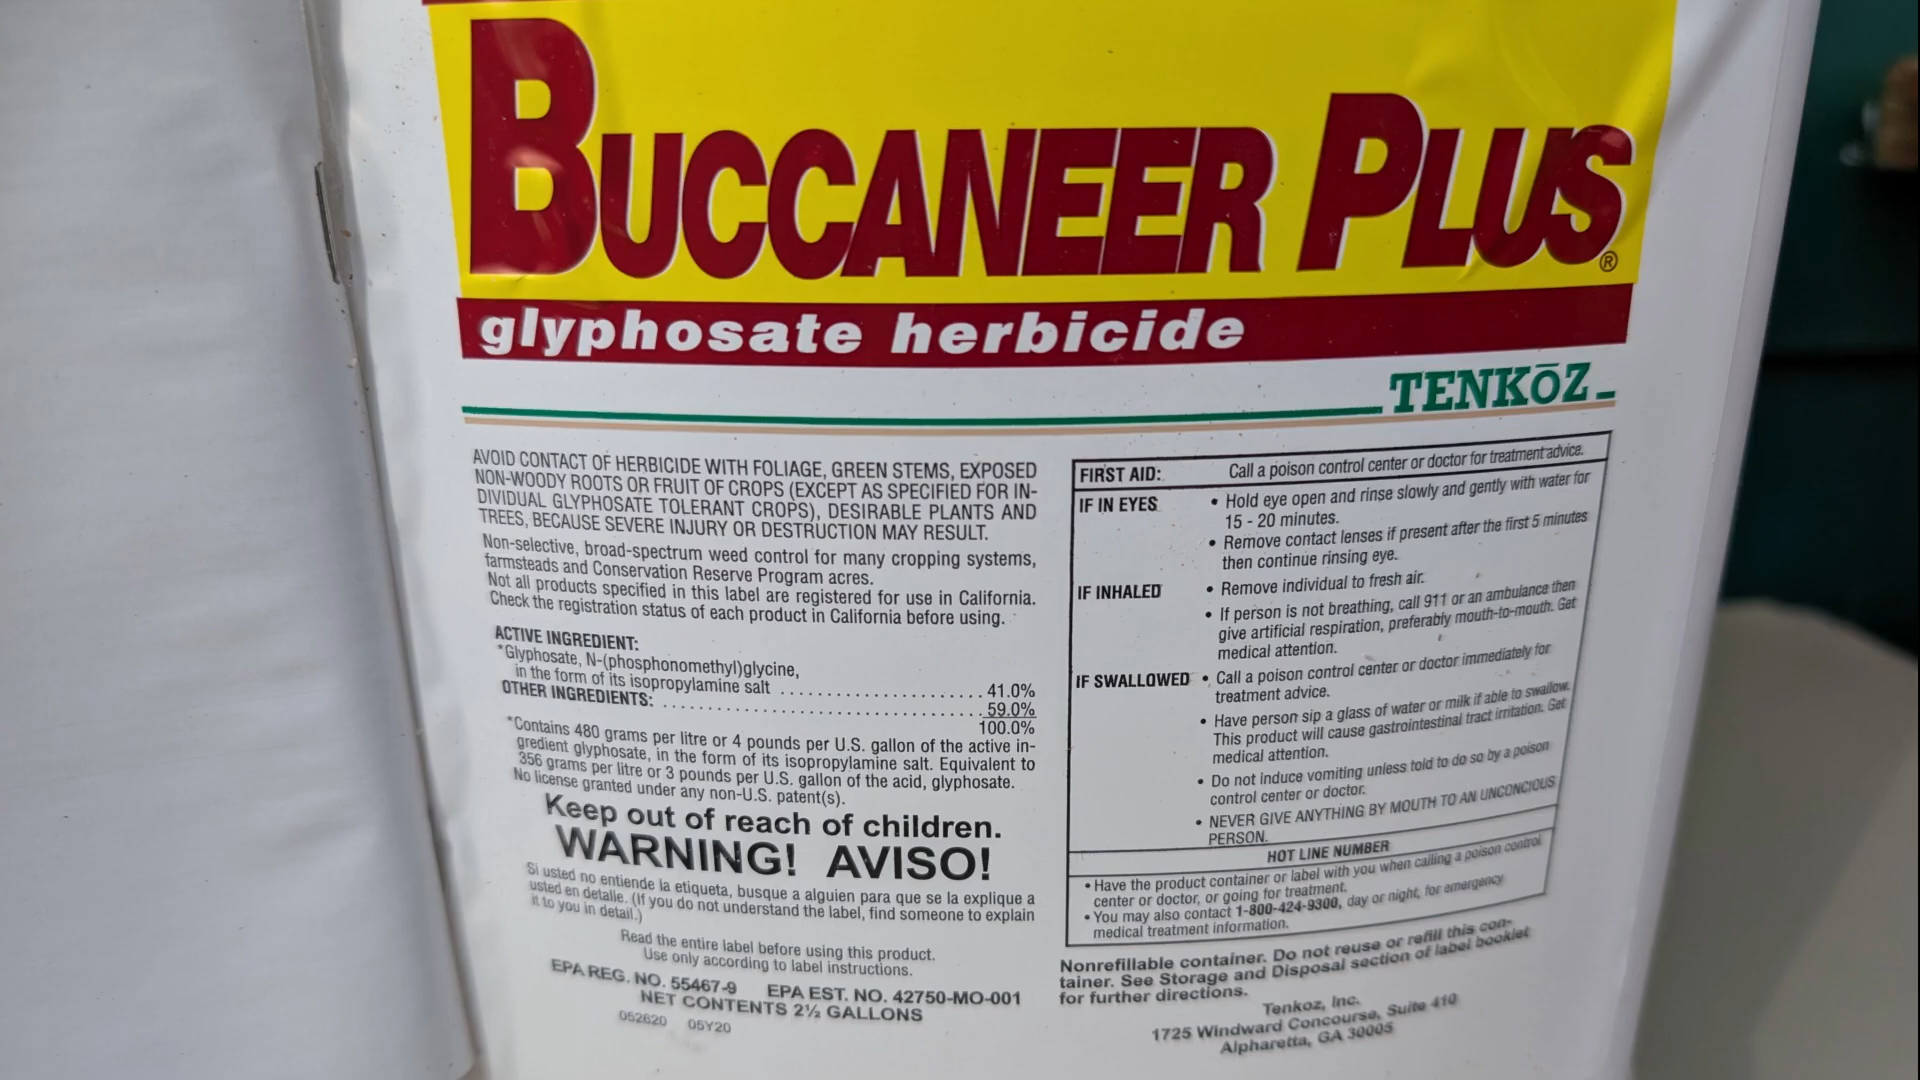 BUCCANEER PLUS®
glyphosate herbicide
TENKŌZ
AVOID CONTACT OF HERBICIDE WITH FOLIAGE, GREEN STEMS, EXPOSED
NON-WOODY ROOTS OR FRUIT OF CROPS (EXCEPT AS SPECIFIED FOR IN-
DIVIDUAL GLYPHOSATE TOLERANT CROPS), DESIRABLE PLANTS AND
TREES, BECAUSE SEVERE INJURY OR DESTRUCTION MAY RESULT.
Non-selective, broad-spectrum weed control for many cropping systems,
farmsteads and Conservation Reserve Program acres.
Not all products specified in this label are registered for use in California.
Check the registration status of each product in California before using.
ACTIVE INGREDIENT:
*Glyphosate, N-(phosphonomethyl)glycine,
in the form of its isopropylamine salt ..................... 41.0%
OTHER INGREDIENTS: ................................. 59.0%
100.0%
*Contains 480 grams per litre or 4 pounds per U.S. gallon of the active in-
gredient glyphosate, in the form of its isopropylamine salt. Equivalent to
356 grams per litre or 3 pounds per U.S. gallon of the acid, glyphosate.
No license granted under any non-U.S. patent(s).
Keep out of reach of children.
WARNING! AVISO!
Si usted no entiende la etiqueta, busque a alguien para que se la explique a
usted en detalle. (If you do not understand the label, find someone to explain
it to you in detail.)
Read the entire label before using this product.
Use only according to label instructions.
EPA REG. NO. 55467-9 EPA EST. NO. 42750-MO-001
NET CONTENTS 2½ GALLONS
052620 05Y20
FIRST AID: Call a poison control center or doctor for treatment advice.
IF IN EYES • Hold eye open and rinse slowly and gently with water for
15 - 20 minutes.
• Remove contact lenses if present after the first 5 minutes
then continue rinsing eye.
IF INHALED • Remove individual to fresh air.
• If person is not breathing, call 911 or an ambulance then
give artificial respiration, preferably mouth-to-mouth. Get
medical attention.
IF SWALLOWED • Call a poison control center or doctor immediately for
treatment advice.
• Have person sip a glass of water or milk if able to swallow.
This product will cause gastrointestinal tract irritation. Get
medical attention.
• Do not induce vomiting unless told to do so by a poison
control center or doctor.
• NEVER GIVE ANYTHING BY MOUTH TO AN UNCONCIOUS
PERSON.
HOT LINE NUMBER
• Have the product container or label with you when calling a poison control
center or doctor, or going for treatment.
• You may also contact 1-800-424-9300, day or night, for emergency
medical treatment information.
Nonrefillable container. Do not reuse or refill this con-
tainer. See Storage and Disposal section of label booklet
for further directions.
Tenkoz, Inc.
1725 Windward Concourse, Suite 410
Alpharetta, GA 30005